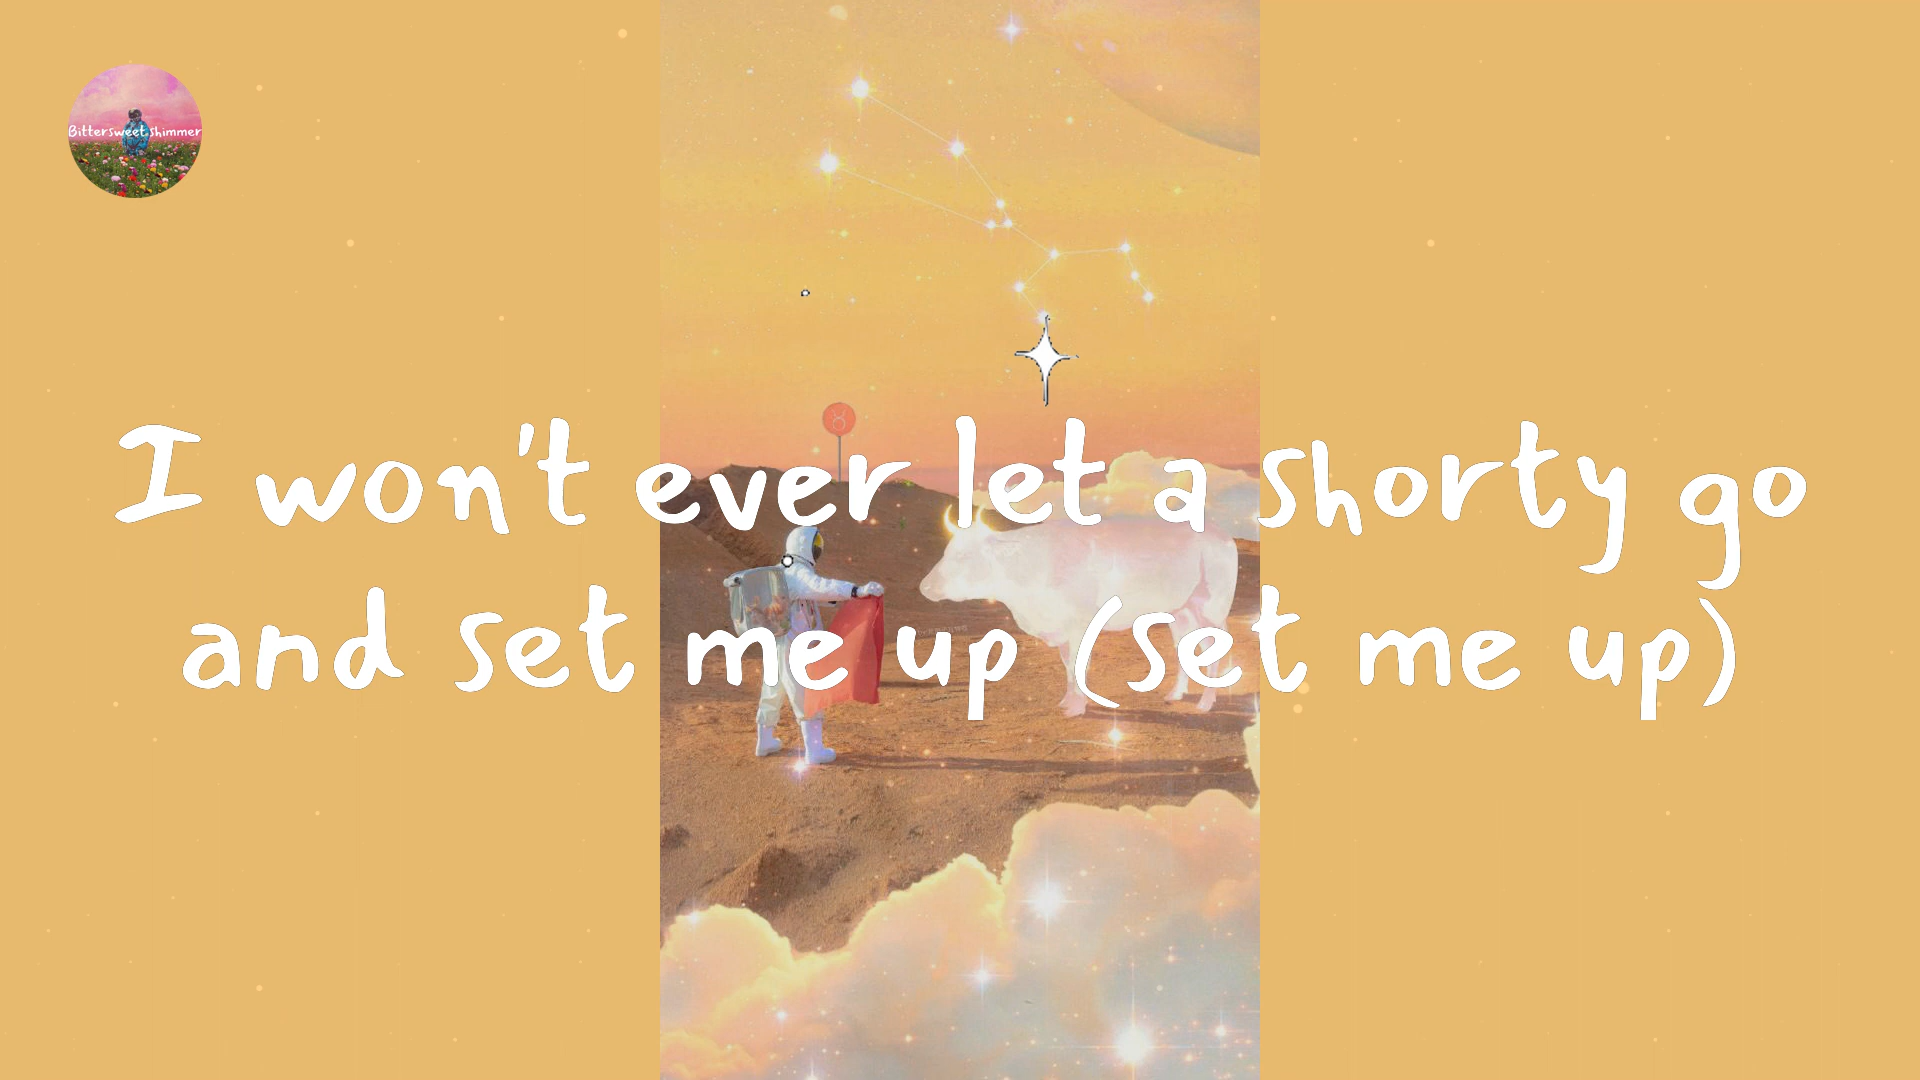 Bittersweet shimmer
I won't ever let a shorty go
and set me up (set me up)